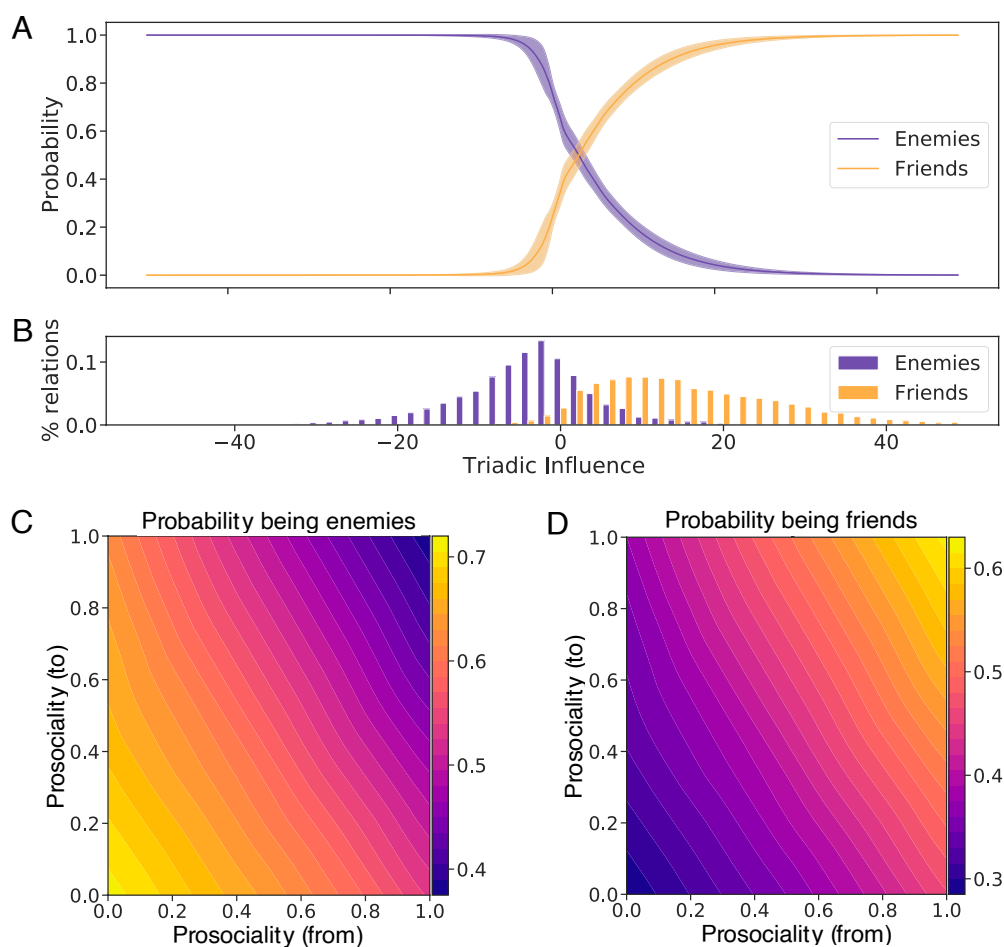 A
1.0
0.8
0.6
0.4
0.2
0.0
Probability
Enemies
Friends
B
0.1
0.0
% relations
Enemies
Friends
−40 −20 0 20 40
Triadic Influence
C
Probability being enemies
1.0
0.8
0.6
0.4
0.2
0.0
Prosociality (to)
0.0 0.2 0.4 0.6 0.8 1.0
Prosociality (from)
0.7
0.6
0.5
0.4
D
Probability being friends
1.0
0.8
0.6
0.4
0.2
0.0
Prosociality (to)
0.0 0.2 0.4 0.6 0.8 1.0
Prosociality (from)
0.6
0.5
0.4
0.3